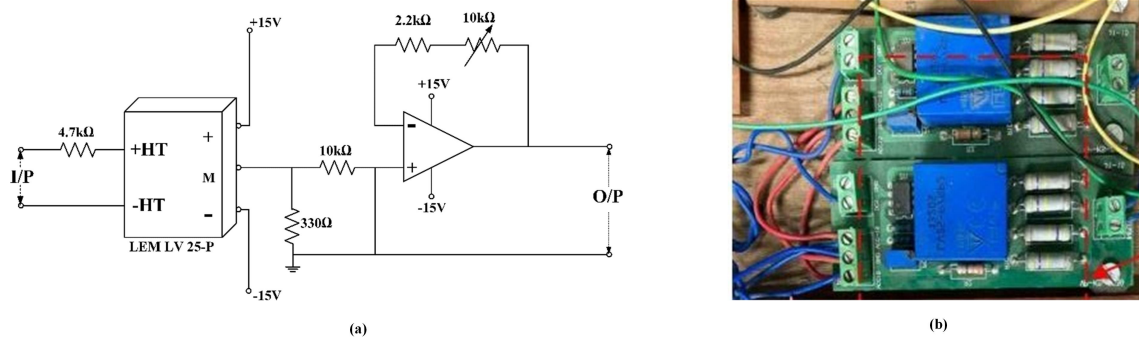 +15V
2.2kΩ
10kΩ
+15V
4.7kΩ
+HT
+
-
I/P
M
10kΩ
+
-HT
-
330Ω
-15V
O/P
LEM LV 25-P
-15V
(a)
(b)